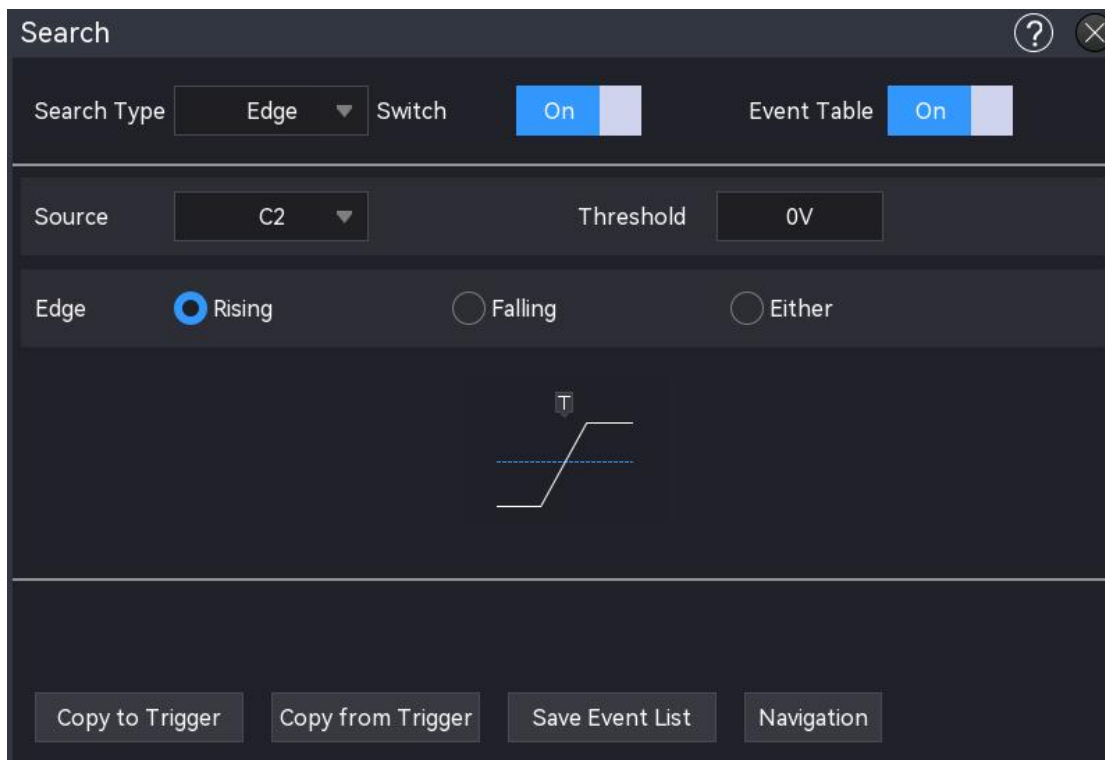 Search ?
Search Type Edge Switch On Event Table On
Source C2 Threshold 0V
Edge Rising Falling Either
T
Copy to Trigger Copy from Trigger Save Event List Navigation